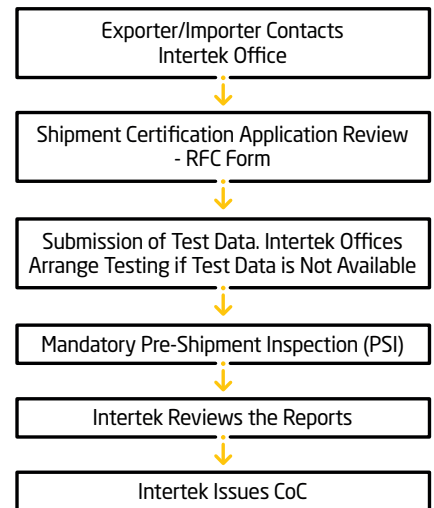 Exporter/Importer Contacts
Intertek Office
Shipment Certification Application Review
- RFC Form
Submission of Test Data. Intertek Offices
Arrange Testing if Test Data is Not Available
Mandatory Pre-Shipment Inspection (PSI)
Intertek Reviews the Reports
Intertek Issues CoC